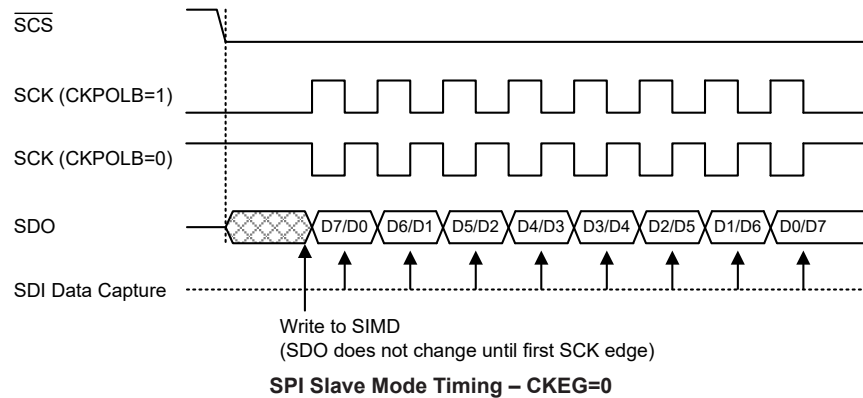 SCS
SCK (CKPOLB=1)
SCK (CKPOLB=0)
SDO
D7/D0 D6/D1 D5/D2 D4/D3 D3/D4 D2/D5 D1/D6 D0/D7
SDI Data Capture
Write to SIMD
(SDO does not change until first SCK edge)
SPI Slave Mode Timing – CKEG=0